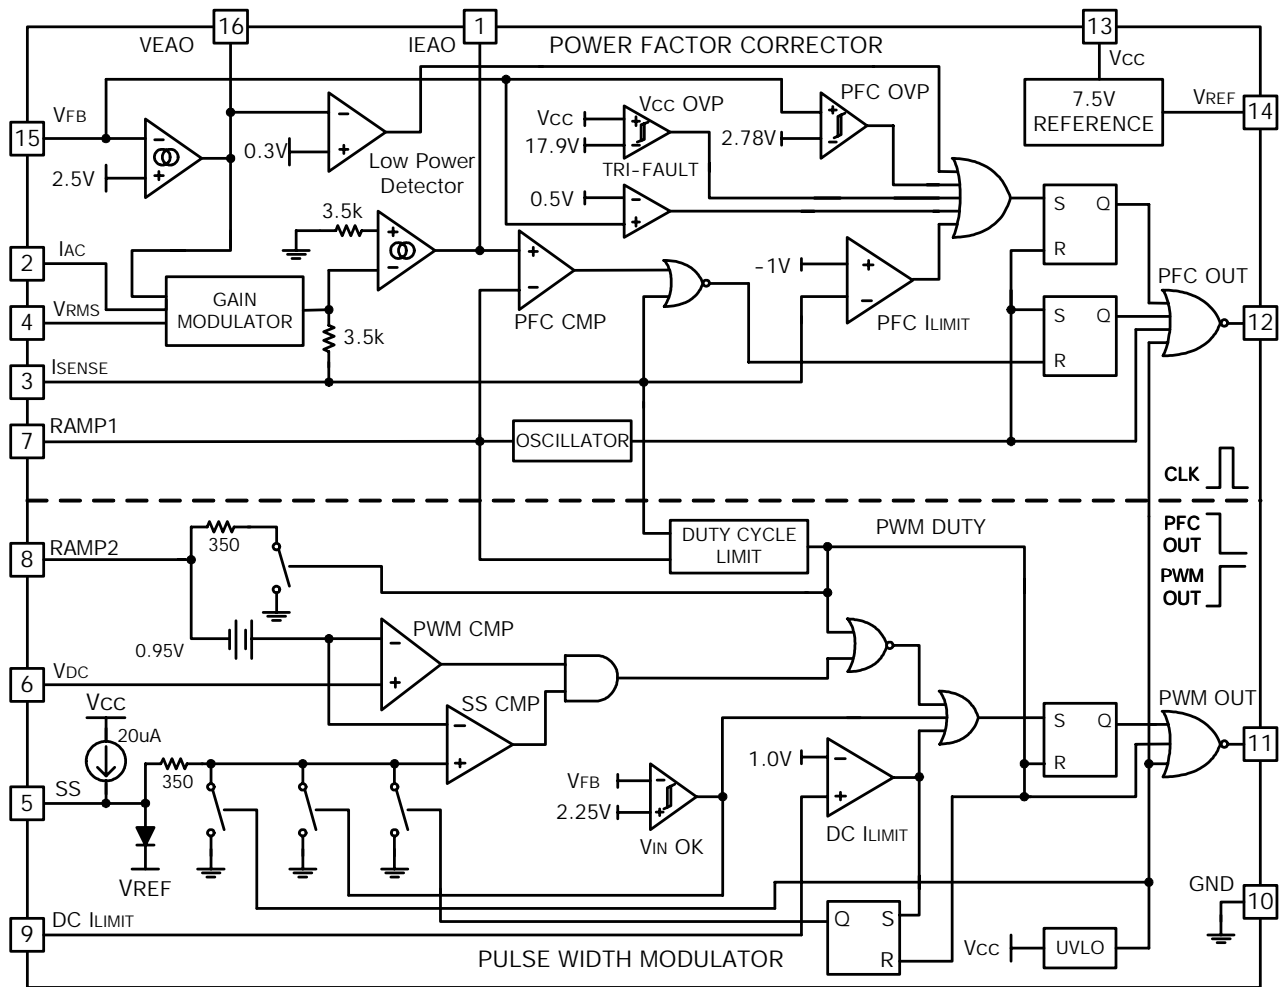 16
1
13
VEAO
IEAO
POWER FACTOR CORRECTOR
VCC
VFB
15
2.5V
0.3V
Low Power
Detector
VCC
17.9V
VCC OVP
TRI-FAULT
0.5V
PFC OVP
2.78V
7.5V
REFERENCE
VREF
14
3.5k
IAC
2
VRMS
4
GAIN
MODULATOR
3.5k
PFC CMP
-1V
PFC ILIMIT
S
Q
R
S
Q
R
PFC OUT
12
ISENSE
3
RAMP1
7
OSCILLATOR
CLK
PFC
OUT
PWM
OUT
RAMP2
8
350
DUTY CYCLE
LIMIT
PWM DUTY
0.95V
PWM CMP
VDC
6
SS CMP
VCC
20uA
350
SS
5
VREF
VFB
2.25V
VIN OK
1.0V
DC ILIMIT
S
Q
R
PWM OUT
11
DC ILIMIT
9
Q
S
R
PULSE WIDTH MODULATOR
VCC
UVLO
GND
10